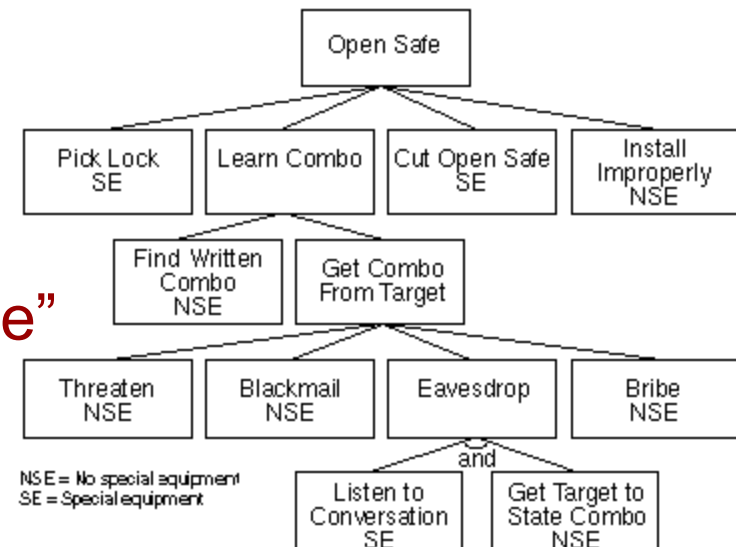 Open Safe
Pick Lock
SE
Learn Combo
Cut Open Safe
SE
Install
Improperly
NSE
Find Written
Combo
NSE
Get Combo
From Target
e”
Threaten
NSE
Blackmail
NSE
Eavesdrop
Bribe
NSE
and
NSE = No special equipment
SE = Special equipment
Listen to
Conversation
SE
Get Target to
State Combo
NSE